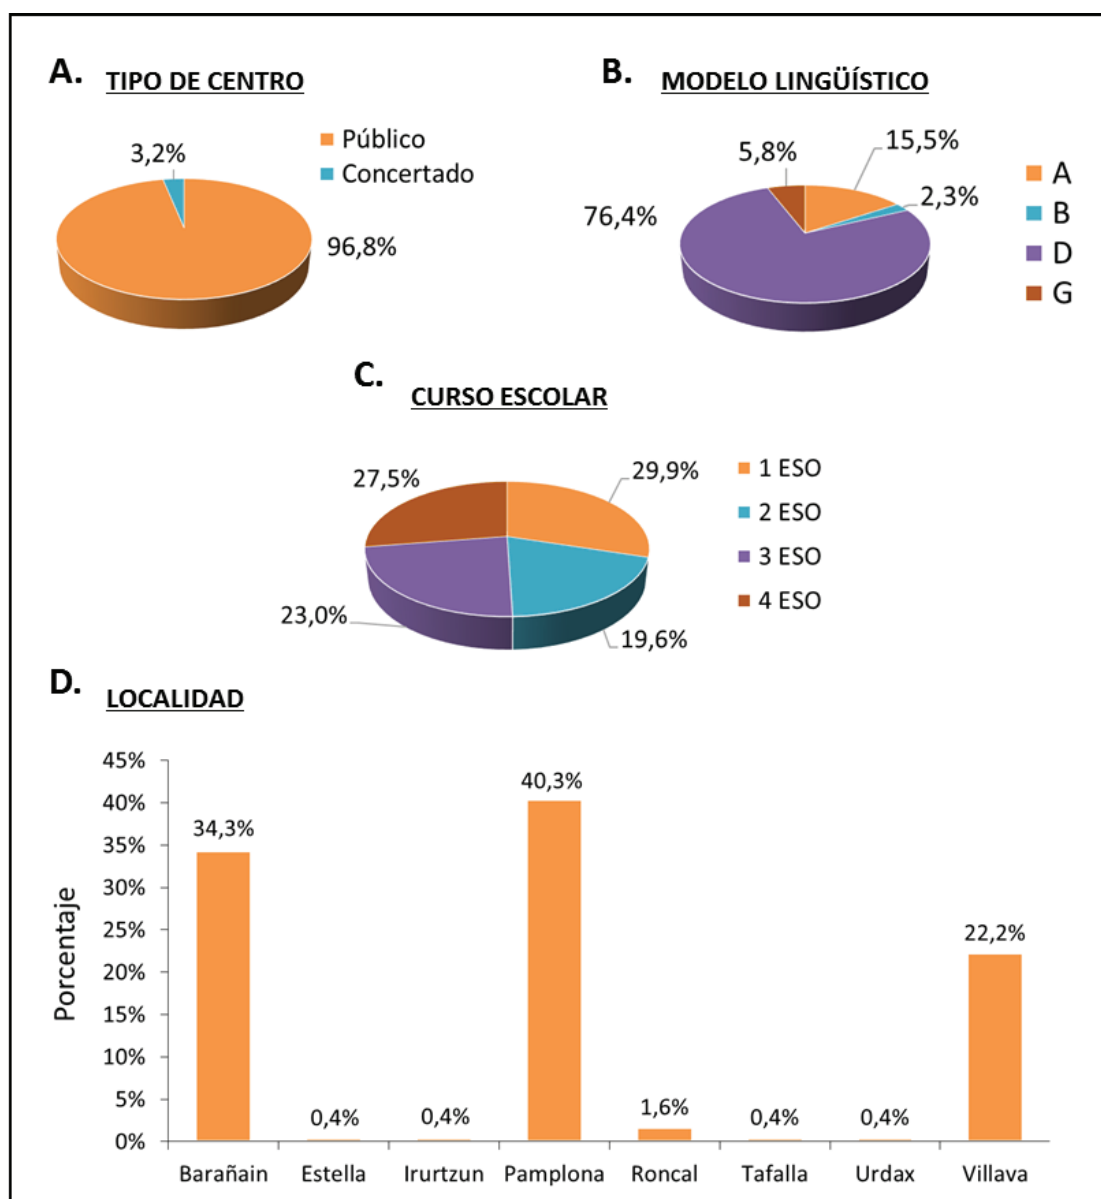 A. TIPO DE CENTRO
Público
Concertado
3,2%
96,8%
B. MODELO LINGÜÍSTICO
5,8%
15,5%
2,3%
76,4%
A
B
D
G
C. CURSO ESCOLAR
27,5%
29,9%
23,0%
19,6%
1 ESO
2 ESO
3 ESO
4 ESO
D. LOCALIDAD
Porcentaje
45%
40%
35%
30%
25%
20%
15%
10%
5%
0%
34,3%
0,4%
0,4%
40,3%
1,6%
0,4%
0,4%
22,2%
Barañain Estella Irurtzun Pamplona Roncal Tafalla Urdax Villava